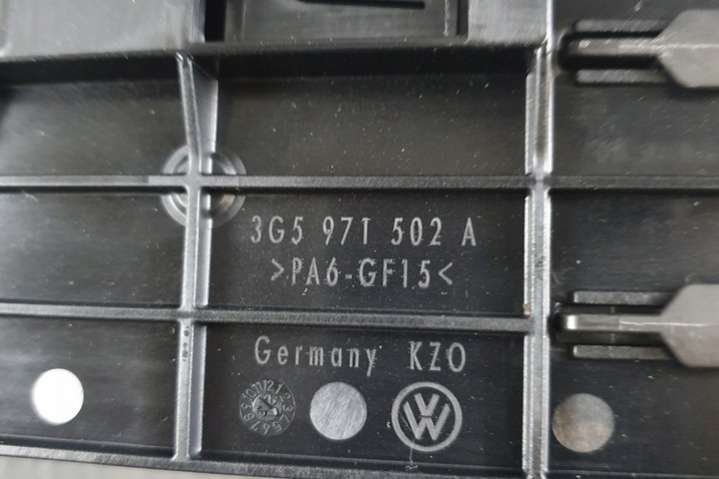 3G5 971 502 A
>PA6-GF15<
Germany KZO